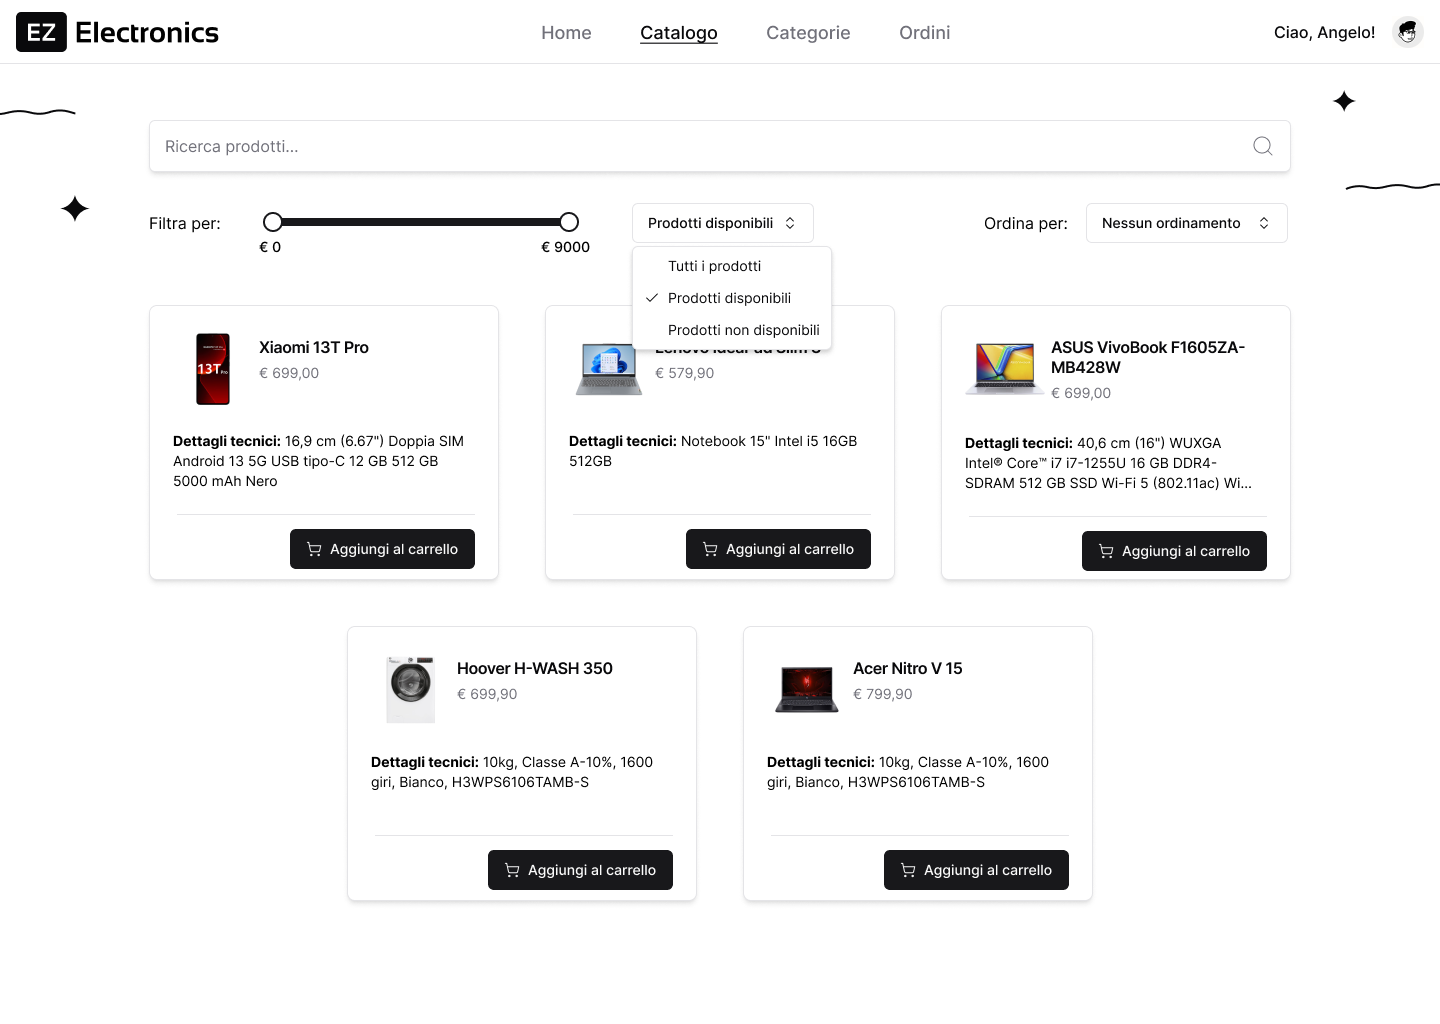 EZ Electronics
Home
Catalogo
Categorie
Ordini
Ciao, Angelo!
Ricerca prodotti...
Filtra per:
€ 0
€ 9000
Prodotti disponibili
Ordina per:
Nessun ordinamento
Tutti i prodotti
Prodotti disponibili
Prodotti non disponibili
13T Pro
Xiaomi 13T Pro
€ 699,00
Dettagli tecnici: 16,9 cm (6.67") Doppia SIM
Android 13 5G USB tipo-C 12 GB 512 GB
5000 mAh Nero
Aggiungi al carrello
€ 579,90
Dettagli tecnici: Notebook 15" Intel i5 16GB
512GB
Aggiungi al carrello
ASUS VivoBook F1605ZA-
MB428W
€ 699,00
Dettagli tecnici: 40,6 cm (16") WUXGA
Intel® Core™ i7 i7-1255U 16 GB DDR4-
SDRAM 512 GB SSD Wi-Fi 5 (802.11ac) Wi...
Aggiungi al carrello
Hoover H-WASH 350
€ 699,90
Dettagli tecnici: 10kg, Classe A-10%, 1600
giri, Bianco, H3WPS6106TAMB-S
Aggiungi al carrello
Acer Nitro V 15
€ 799,90
Dettagli tecnici: 10kg, Classe A-10%, 1600
giri, Bianco, H3WPS6106TAMB-S
Aggiungi al carrello